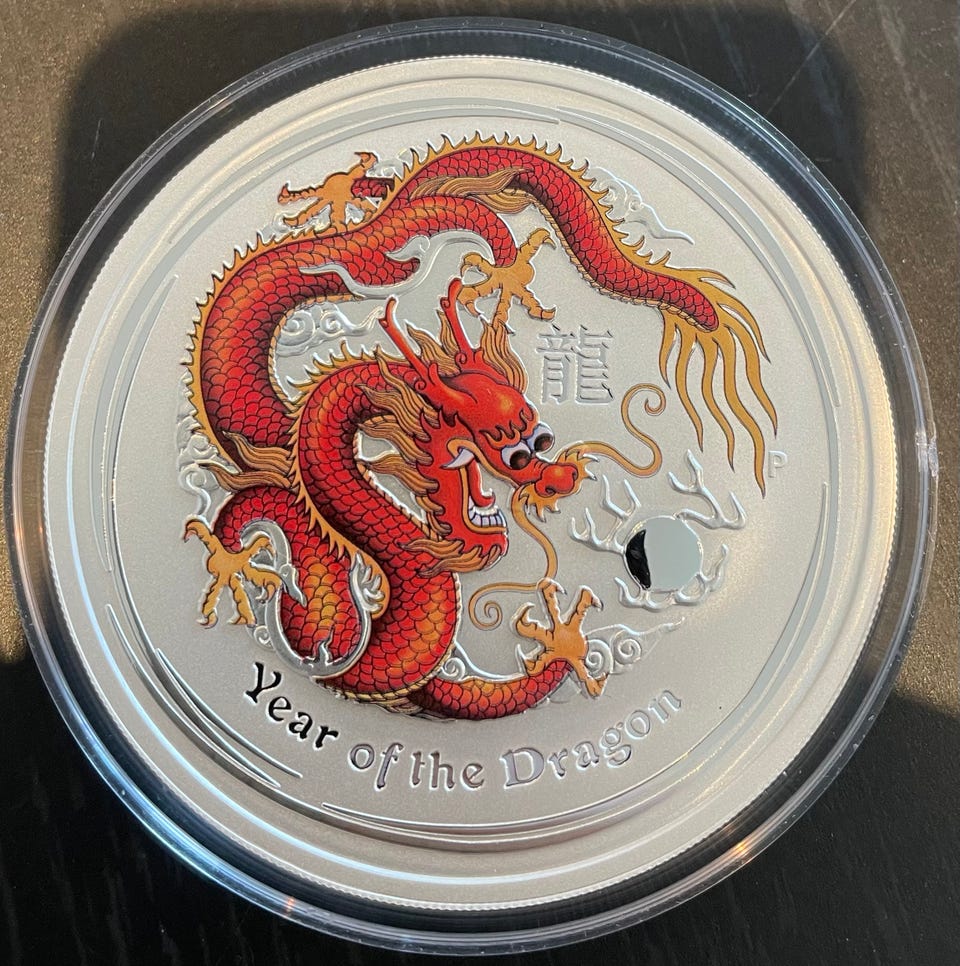 龍
P
Year of the Dragon